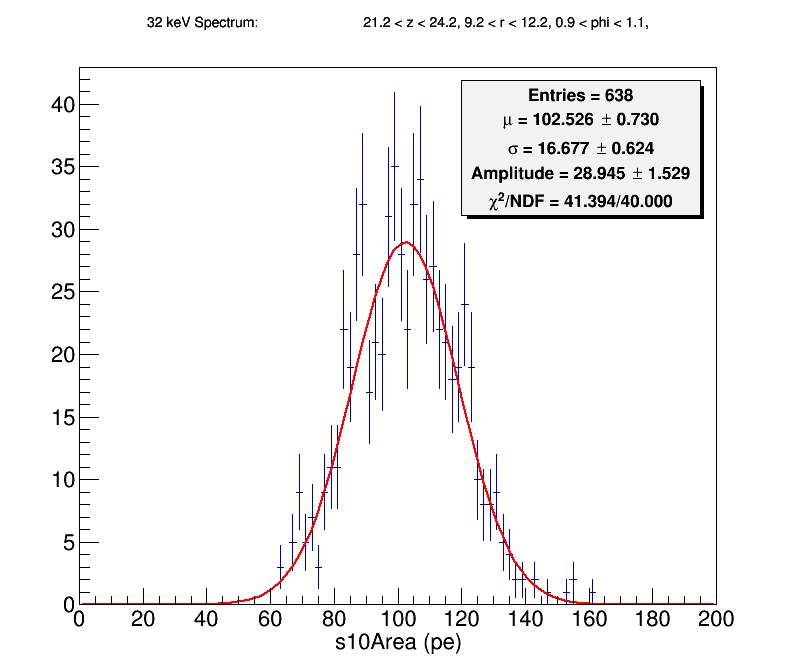 32 keV Spectrum: 21.2 < z < 24.2, 9.2 < r < 12.2, 0.9 < phi < 1.1,
Entries = 638
μ = 102.526 ± 0.730
σ = 16.677 ± 0.624
Amplitude = 28.945 ± 1.529
χ²/NDF = 41.394/40.000
40
35
30
25
20
15
10
5
0
0 20 40 60 80 100 120 140 160 180 200
s10Area (pe)